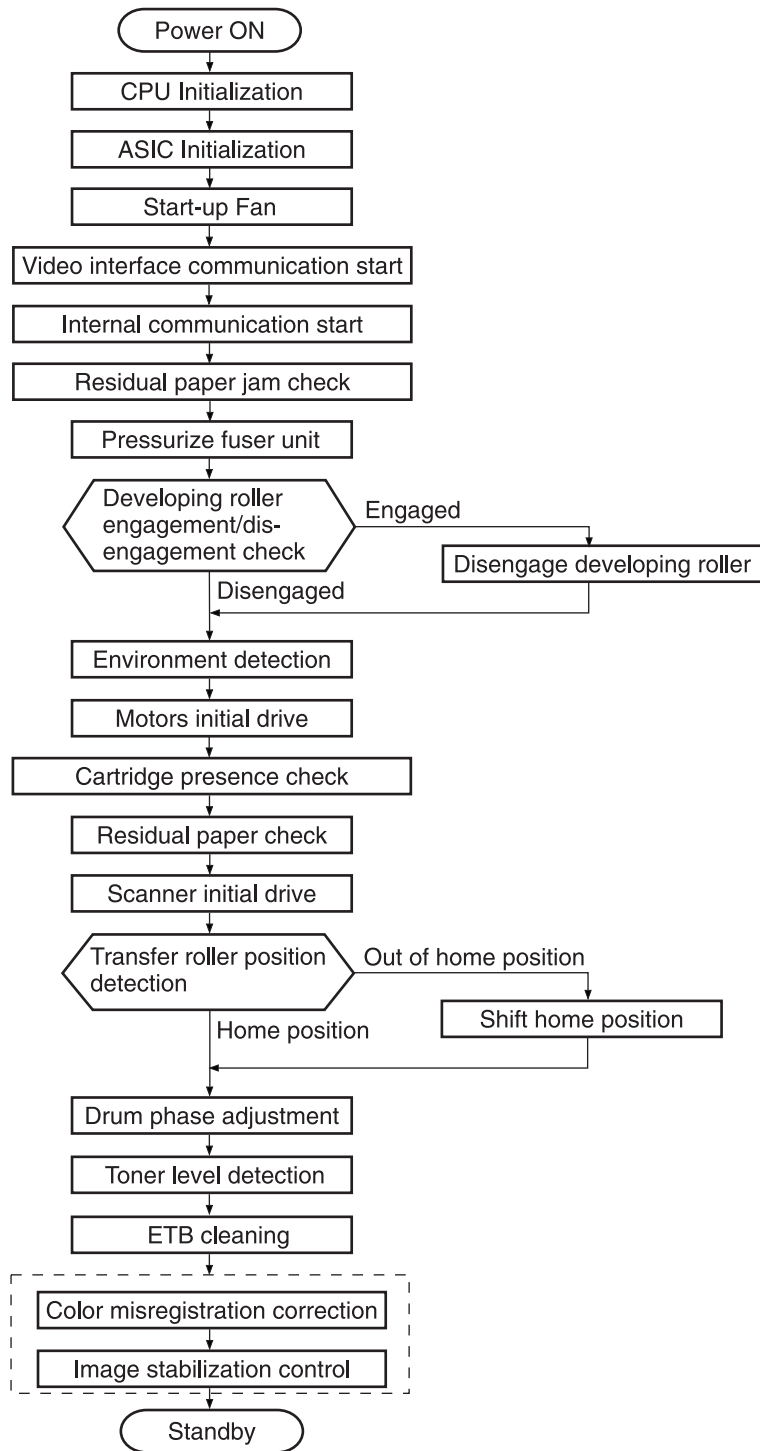 Power ON
CPU Initialization
ASIC Initialization
Start-up Fan
Video interface communication start
Internal communication start
Residual paper jam check
Pressurize fuser unit
Developing roller
engagement/dis-
engagement check
Engaged
Disengage developing roller
Disengaged
Environment detection
Motors initial drive
Cartridge presence check
Residual paper check
Scanner initial drive
Transfer roller position
detection
Out of home position
Shift home position
Home position
Drum phase adjustment
Toner level detection
ETB cleaning
Color misregistration correction
Image stabilization control
Standby